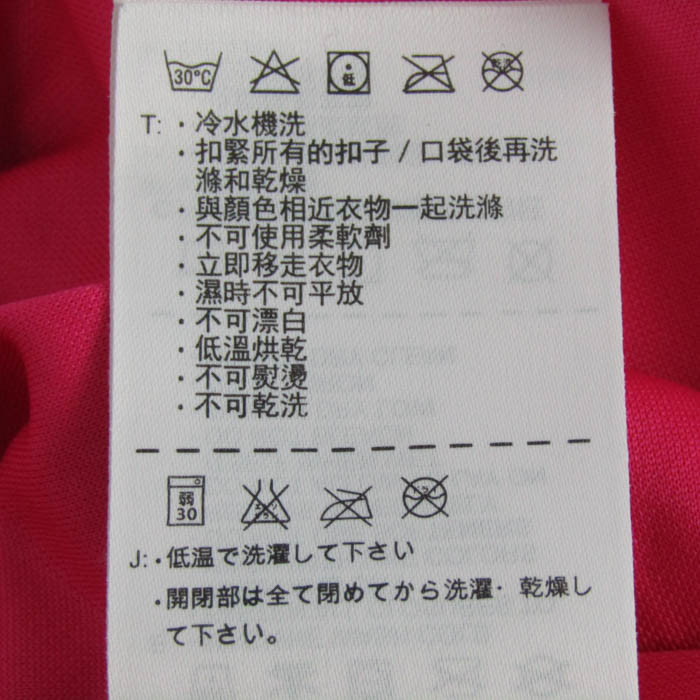 30°C 低 乾洗
T: ・冷水機洗
・扣緊所有的扣子 / 口袋後再洗
滌和乾燥
・與顏色相近衣物一起洗滌
・不可使用柔軟劑
・立即移走衣物
・濕時不可平放
・不可漂白
・低溫烘乾
・不可熨燙
・不可乾洗
弱
30
J: ・低温で洗濯して下さい
・開閉部は全て閉めてから洗濯・乾燥し
て下さい。